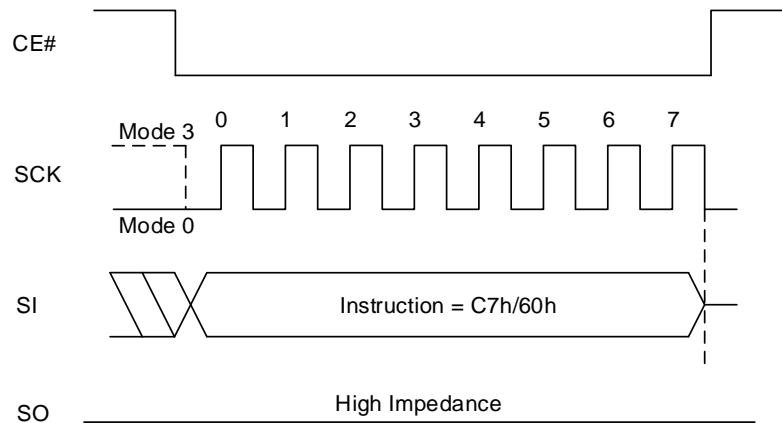 CE#
0 1 2 3 4 5 6 7
Mode 3
SCK
Mode 0
SI
Instruction = C7h/60h
High Impedance
SO